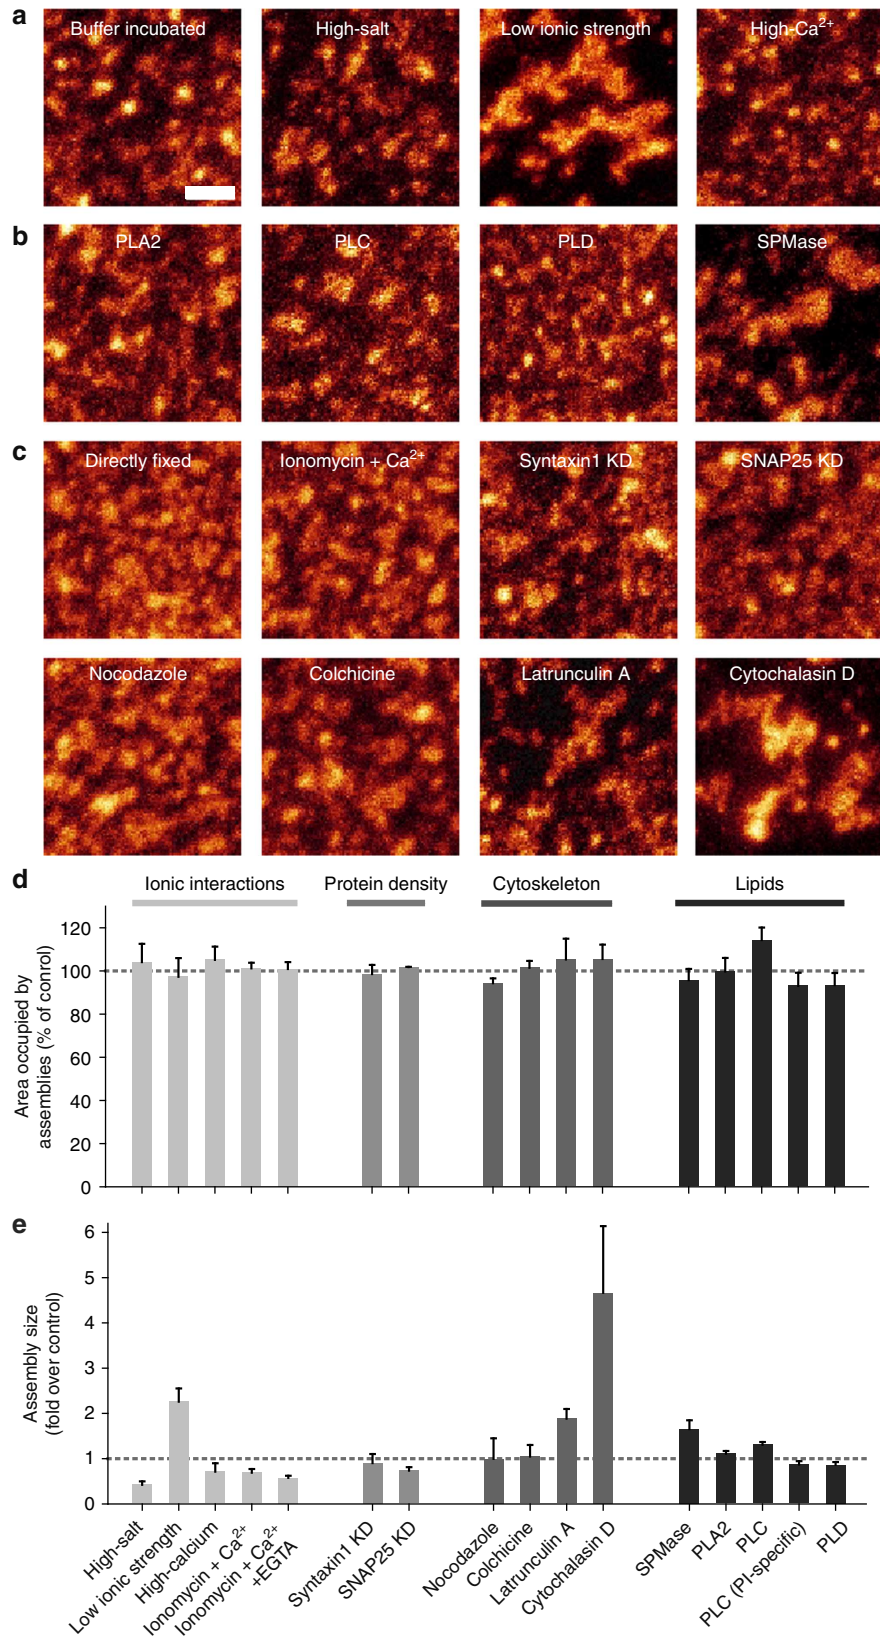 a
Buffer incubated
High-salt
Low ionic strength
High-Ca²⁺
b
PLA2
PLC
PLD
SPMase
c
Directly fixed
Ionomycin + Ca²⁺
Syntaxin1 KD
SNAP25 KD
Nocodazole
Colchicine
Latrunculin A
Cytochalasin D
d
Ionic interactions
Protein density
Cytoskeleton
Lipids
Area occupied by
assemblies (% of conrol)
120
100
80
60
40
20
0
e
Assembly size
(fold over control)
6
5
4
3
2
1
0
High-salt
Low ionic strength
High-calcium
Ionomycin + Ca²⁺
Ionomycin + Ca²⁺
+EGTA
Syntaxin1 KD
SNAP25 KD
Nocodazole
Colchicine
Latrunculin A
Cytochalasin D
SPMase
PLA2
PLC
PLC (PI-specific)
PLD